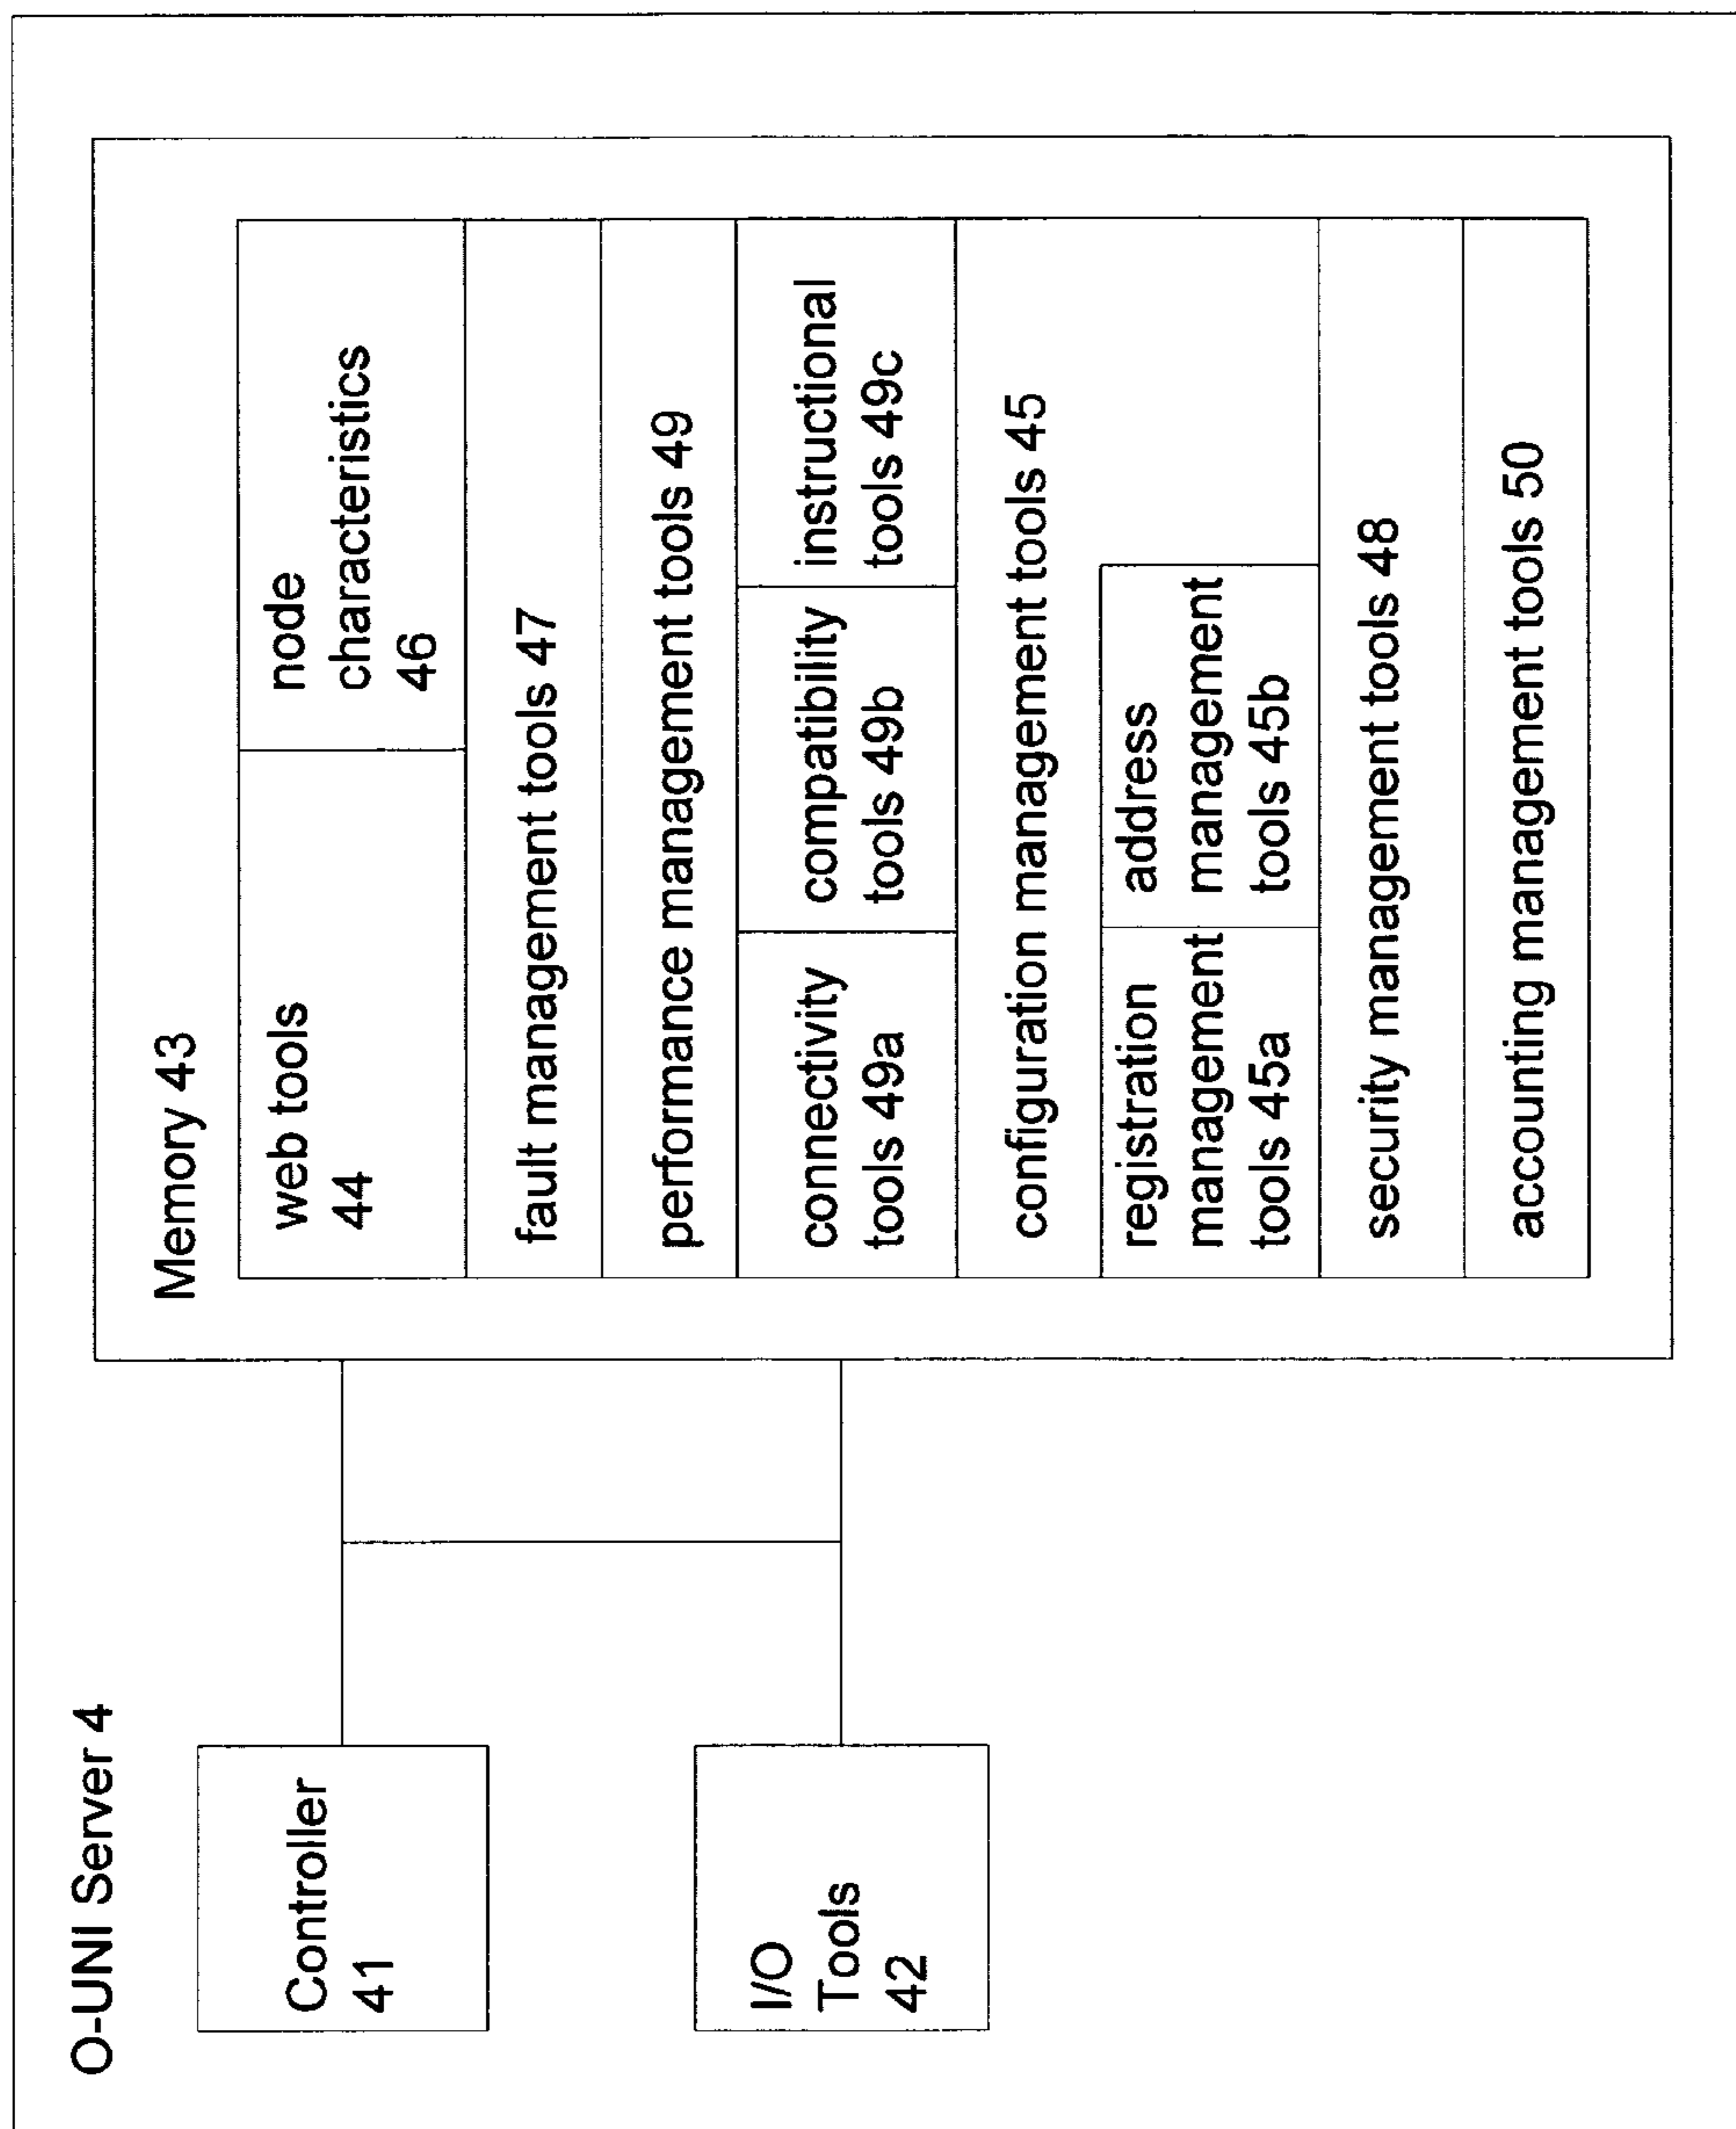 O-UNI Server 4
Controller
41
I/O
Tools
42
Memory 43
web tools
44
node
characteristics
46
fault management tools 47
performance management tools 49
connectivity
tools 49a
compatibility
tools 49b
instructional
tools 49c
configuration management tools 45
registration
management
tools 45a
address
management
tools 45b
security management tools 48
accounting management tools 50